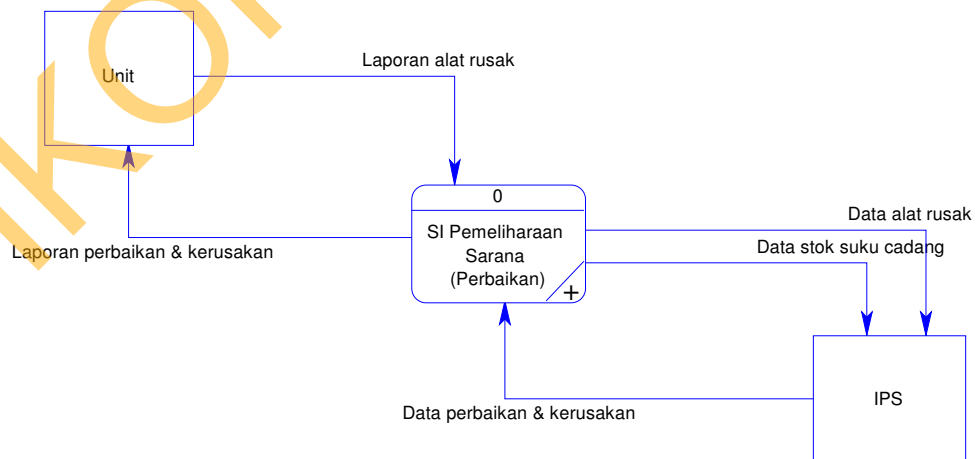 Unit
Laporan alat rusak
0
SI Pemeliharaan
Sarana
(Perbaikan)
+
Laporan perbaikan & kerusakan
Data alat rusak
Data stok suku cadang
IPS
Data perbaikan & kerusakan
IKO